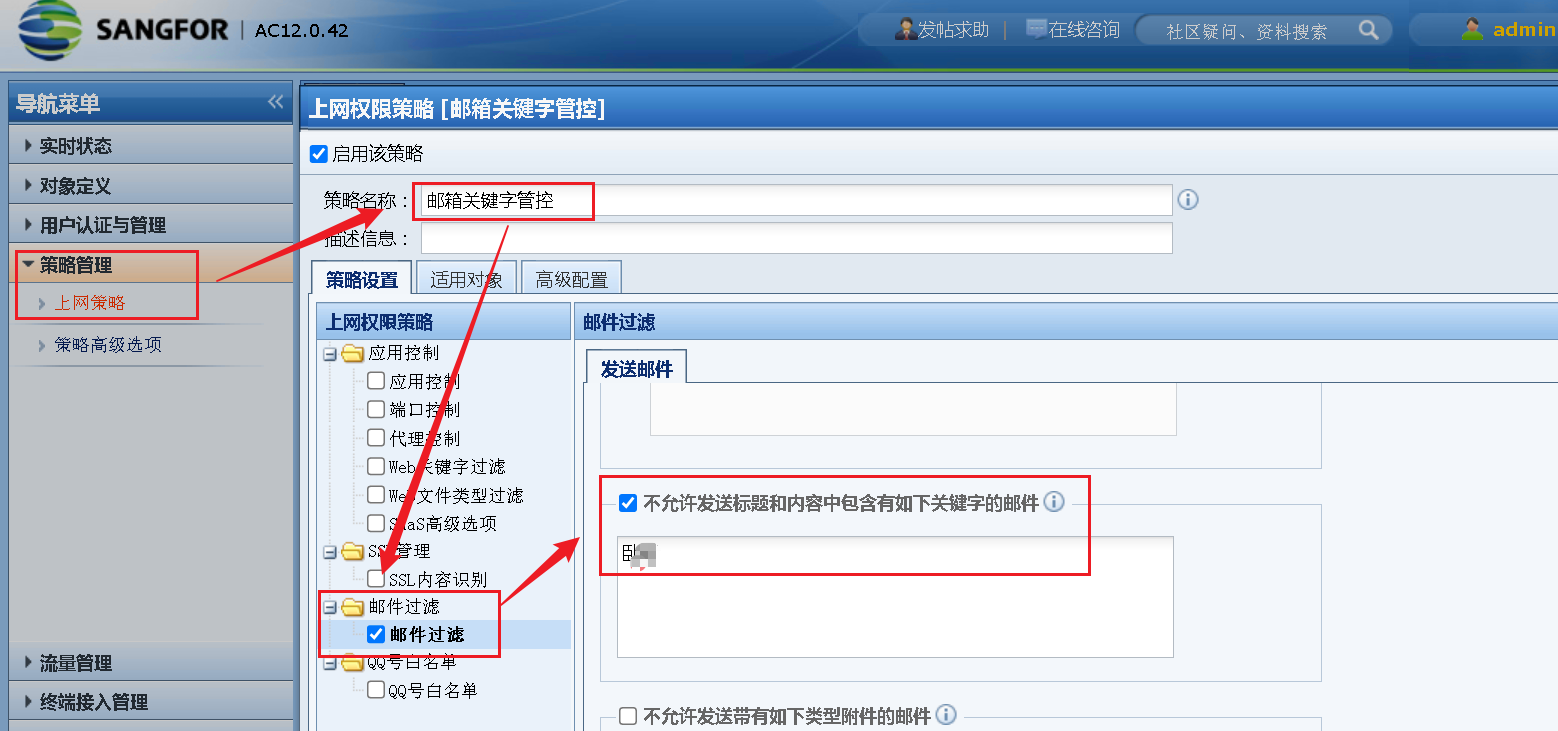 SANGFOR | AC12.0.42
发帖求助 | 在线咨询
社区疑问、资料搜索
admin
导航菜单
实时状态
对象定义
用户认证与管理
策略管理
上网策略
策略高级选项
流量管理
终端接入管理
上网权限策略 [邮箱关键字管控]
启用该策略
策略名称：
邮箱关键字管控
描述信息：
策略设置
适用对象
高级配置
上网权限策略
应用控制
应用控制
端口控制
代理控制
Web关键字过滤
Web文件类型过滤
SaaS高级选项
SSL管理
SSL内容识别
邮件过滤
邮件过滤
QQ号白名单
QQ号白名单
邮件过滤
发送邮件
不允许发送标题和内容中包含有如下关键字的邮件
卧
不允许发送带有如下类型附件的邮件